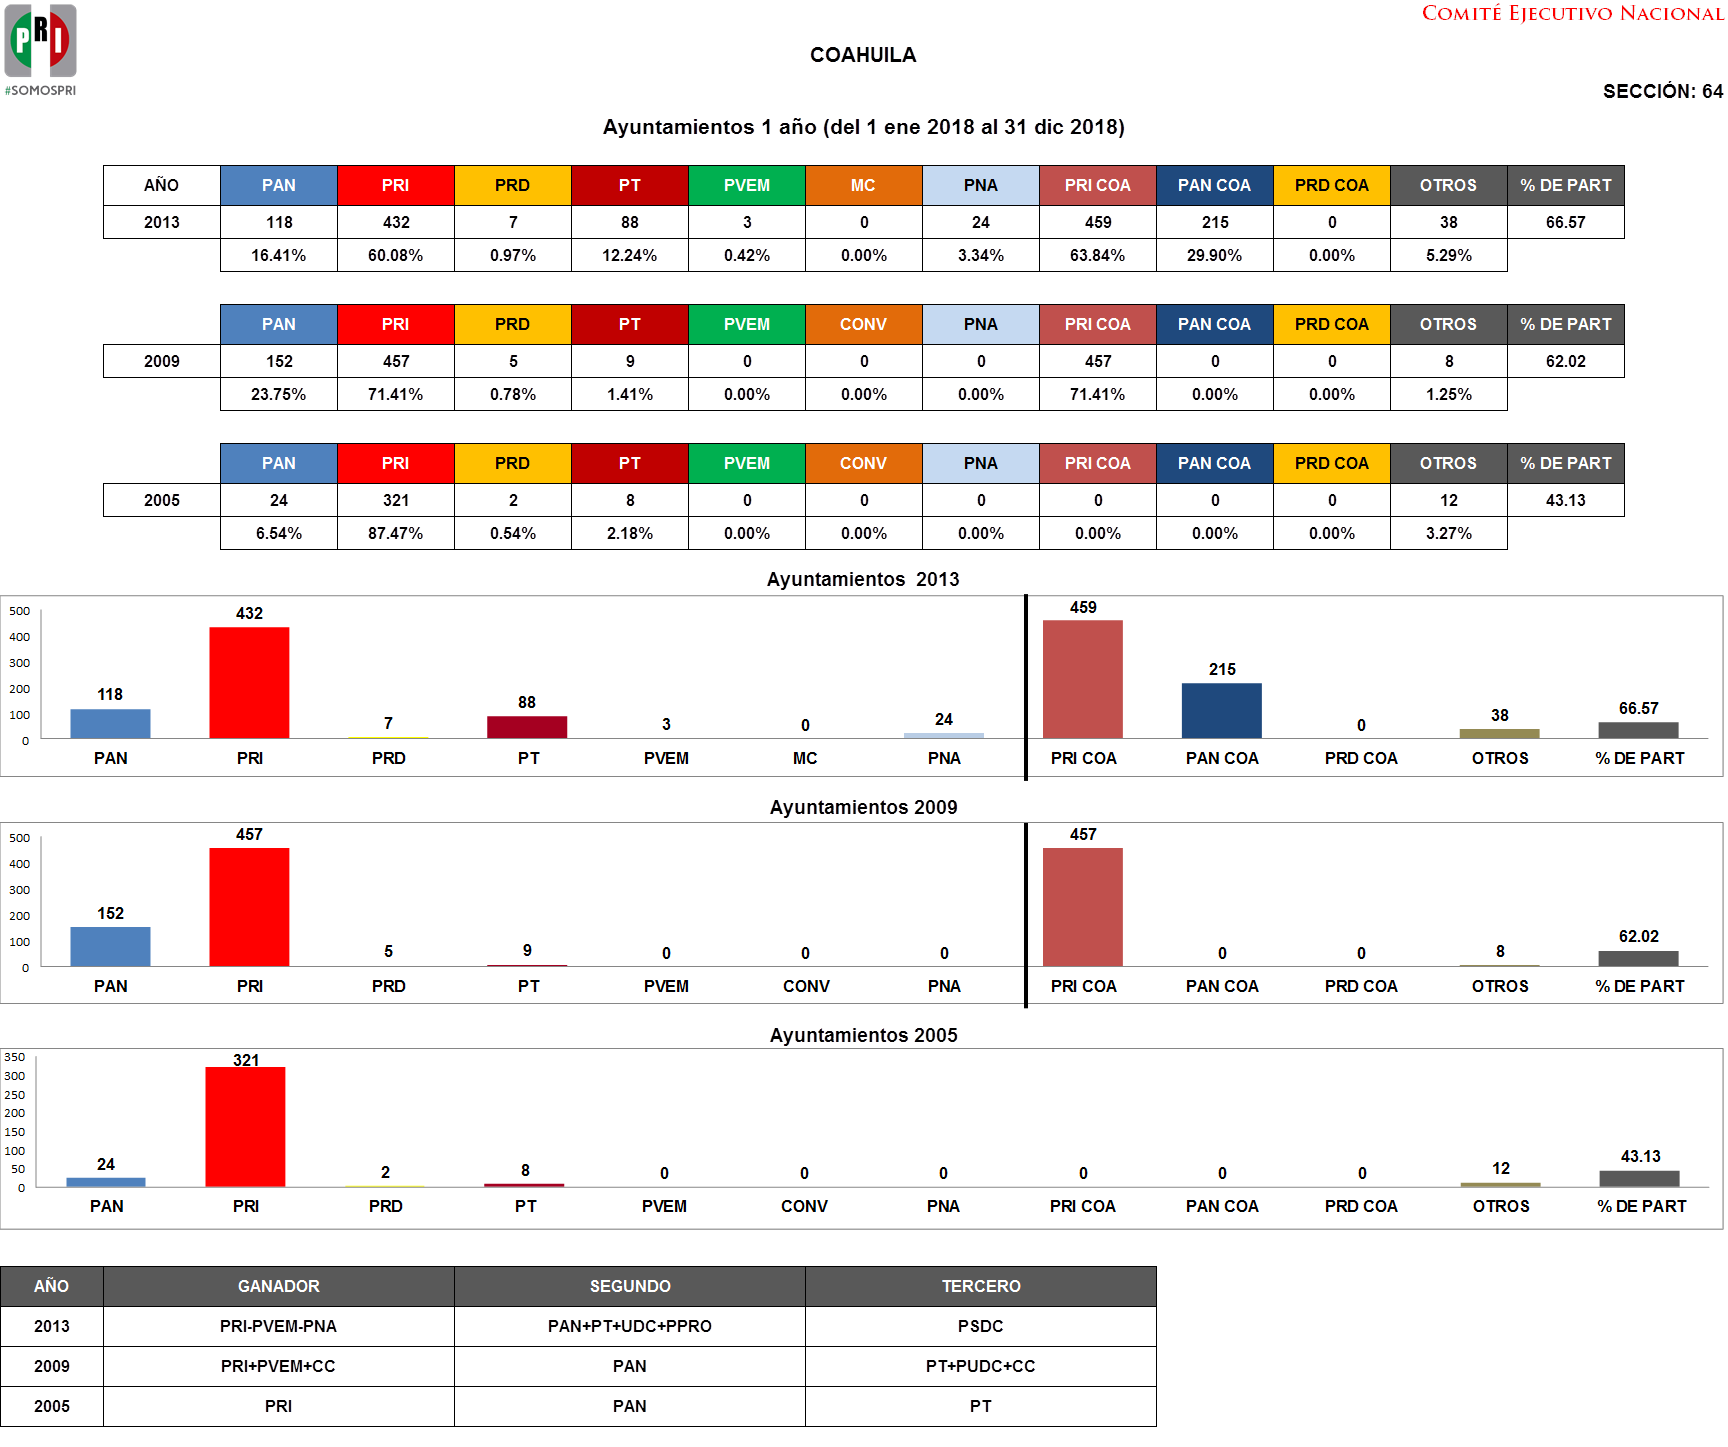 PRI
#SOMOSPRI
COMITÉ EJECUTIVO NACIONAL
COAHUILA
SECCIÓN: 64
Ayuntamientos 1 año (del 1 ene 2018 al 31 dic 2018)
AÑO PAN PRI PRD PT PVEM MC PNA PRI COA PAN COA PRD COA OTROS % DE PART
2013 118 432 7 88 3 0 24 459 215 0 38 66.57
16.41% 60.08% 0.97% 12.24% 0.42% 0.00% 3.34% 63.84% 29.90% 0.00% 5.29%
PAN PRI PRD PT PVEM CONV PNA PRI COA PAN COA PRD COA OTROS % DE PART
2009 152 457 5 9 0 0 0 457 0 0 8 62.02
23.75% 71.41% 0.78% 1.41% 0.00% 0.00% 0.00% 71.41% 0.00% 0.00% 1.25%
PAN PRI PRD PT PVEM CONV PNA PRI COA PAN COA PRD COA OTROS % DE PART
2005 24 321 2 8 0 0 0 0 0 0 12 43.13
6.54% 87.47% 0.54% 2.18% 0.00% 0.00% 0.00% 0.00% 0.00% 0.00% 3.27%
Ayuntamientos 2013
500
400
300
200
100
0
118 432 7 88 3 0 24 459 215 0 38 66.57
PAN PRI PRD PT PVEM MC PNA PRI COA PAN COA PRD COA OTROS % DE PART
Ayuntamientos 2009
500
400
300
200
100
0
152 457 5 9 0 0 0 457 0 0 8 62.02
PAN PRI PRD PT PVEM CONV PNA PRI COA PAN COA PRD COA OTROS % DE PART
Ayuntamientos 2005
350
300
250
200
150
100
50
0
24 321 2 8 0 0 0 0 0 0 12 43.13
PAN PRI PRD PT PVEM CONV PNA PRI COA PAN COA PRD COA OTROS % DE PART
AÑO GANADOR SEGUNDO TERCERO
2013 PRI-PVEM-PNA PAN+PT+UDC+PPRO PSDC
2009 PRI+PVEM+CC PAN PT+PUDC+CC
2005 PRI PAN PT